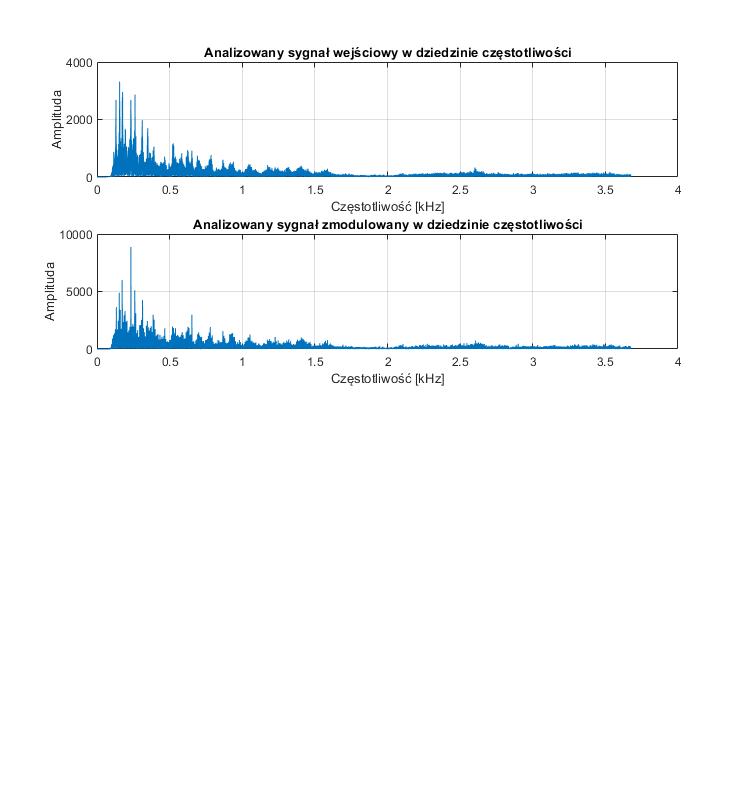 Analizowany sygnał wejściowy w dziedzinie częstotliwości
4000
2000
0
Amplituda
0 0.5 1 1.5 2 2.5 3 3.5 4
Częstotliwość [kHz]
Analizowany sygnał zmodulowany w dziedzinie częstotliwości
10000
5000
0
Amplituda
0 0.5 1 1.5 2 2.5 3 3.5 4
Częstotliwość [kHz]